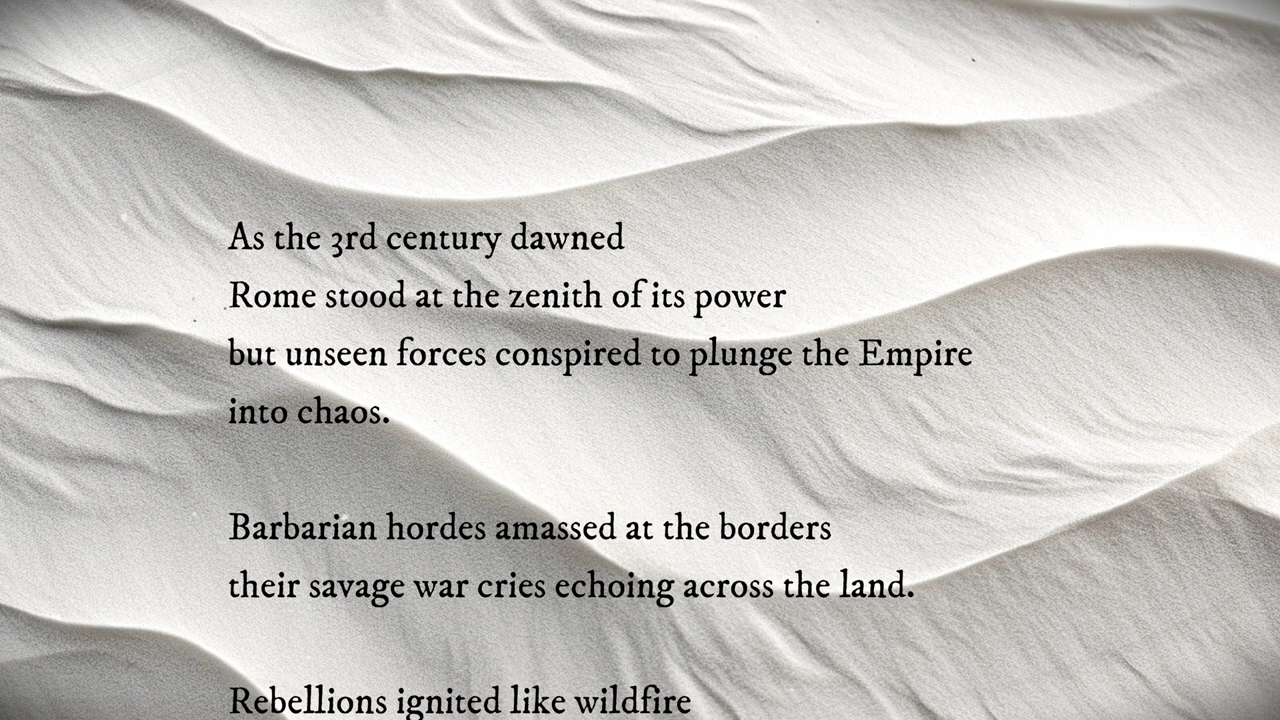 As the 3rd century dawned
Rome stood at the zenith of its power
but unseen forces conspired to plunge the Empire
into chaos.
Barbarian hordes amassed at the borders
their savage war cries echoing across the land.
Rebellions ignited like wildfire